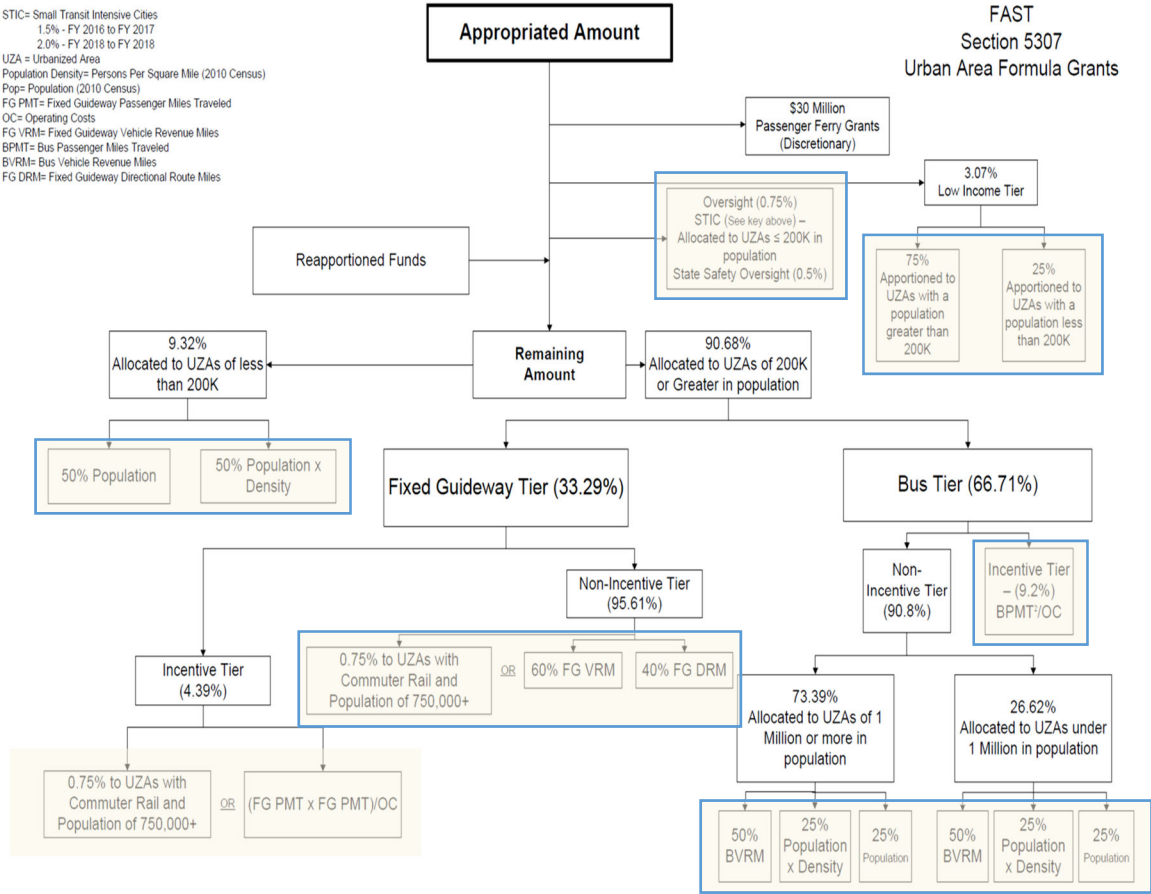 STIC= Small Transit Intensive Cities
1.5% - FY 2016 to FY 2017
2.0% - FY 2018 to FY 2018
UZA = Urbanized Area
Population Density= Persons Per Square Mile (2010 Census)
Pop= Population (2010 Census)
FG PMT= Fixed Guideway Passenger Miles Traveled
OC= Operating Costs
FG VRM= Fixed Guideway Vehicle Revenue Miles
BPMT= Bus Passenger Miles Traveled
BVRM= Bus Vehicle Revenue Miles
FG DRM= Fixed Guideway Directional Route Miles
Appropriated Amount
FAST
Section 5307
Urban Area Formula Grants
$30 Million
Passenger Ferry Grants
(Discretionary)
3.07%
Low Income Tier
Oversight (0.75%)
STIC (See key above) –
Allocated to UZAs ≤ 200K in
population
State Safety Oversight (0.5%)
75%
Apportioned to
UZAs with a
population
greater than
200K
25%
Apportioned to
UZAs with a
population less
than 200K
Reapportioned Funds
9.32%
Allocated to UZAs of less
than 200K
Remaining
Amount
90.68%
Allocated to UZAs of 200K
or Greater in population
50% Population
50% Population x
Density
Fixed Guideway Tier (33.29%)
Bus Tier (66.71%)
Non-Incentive Tier
(95.61%)
Non-
Incentive Tier
(90.8%)
Incentive Tier
– (9.2%)
BPMT²/OC
Incentive Tier
(4.39%)
0.75% to UZAs with
Commuter Rail and
Population of 750,000+
OR
60% FG VRM
40% FG DRM
73.39%
Allocated to UZAs of 1
Million or more in
population
26.62%
Allocated to UZAs under
1 Million in population
0.75% to UZAs with
Commuter Rail and
Population of 750,000+
OR
(FG PMT x FG PMT)/OC
50%
BVRM
25%
Population
x Density
25%
Population
50%
BVRM
25%
Population
x Density
25%
Population